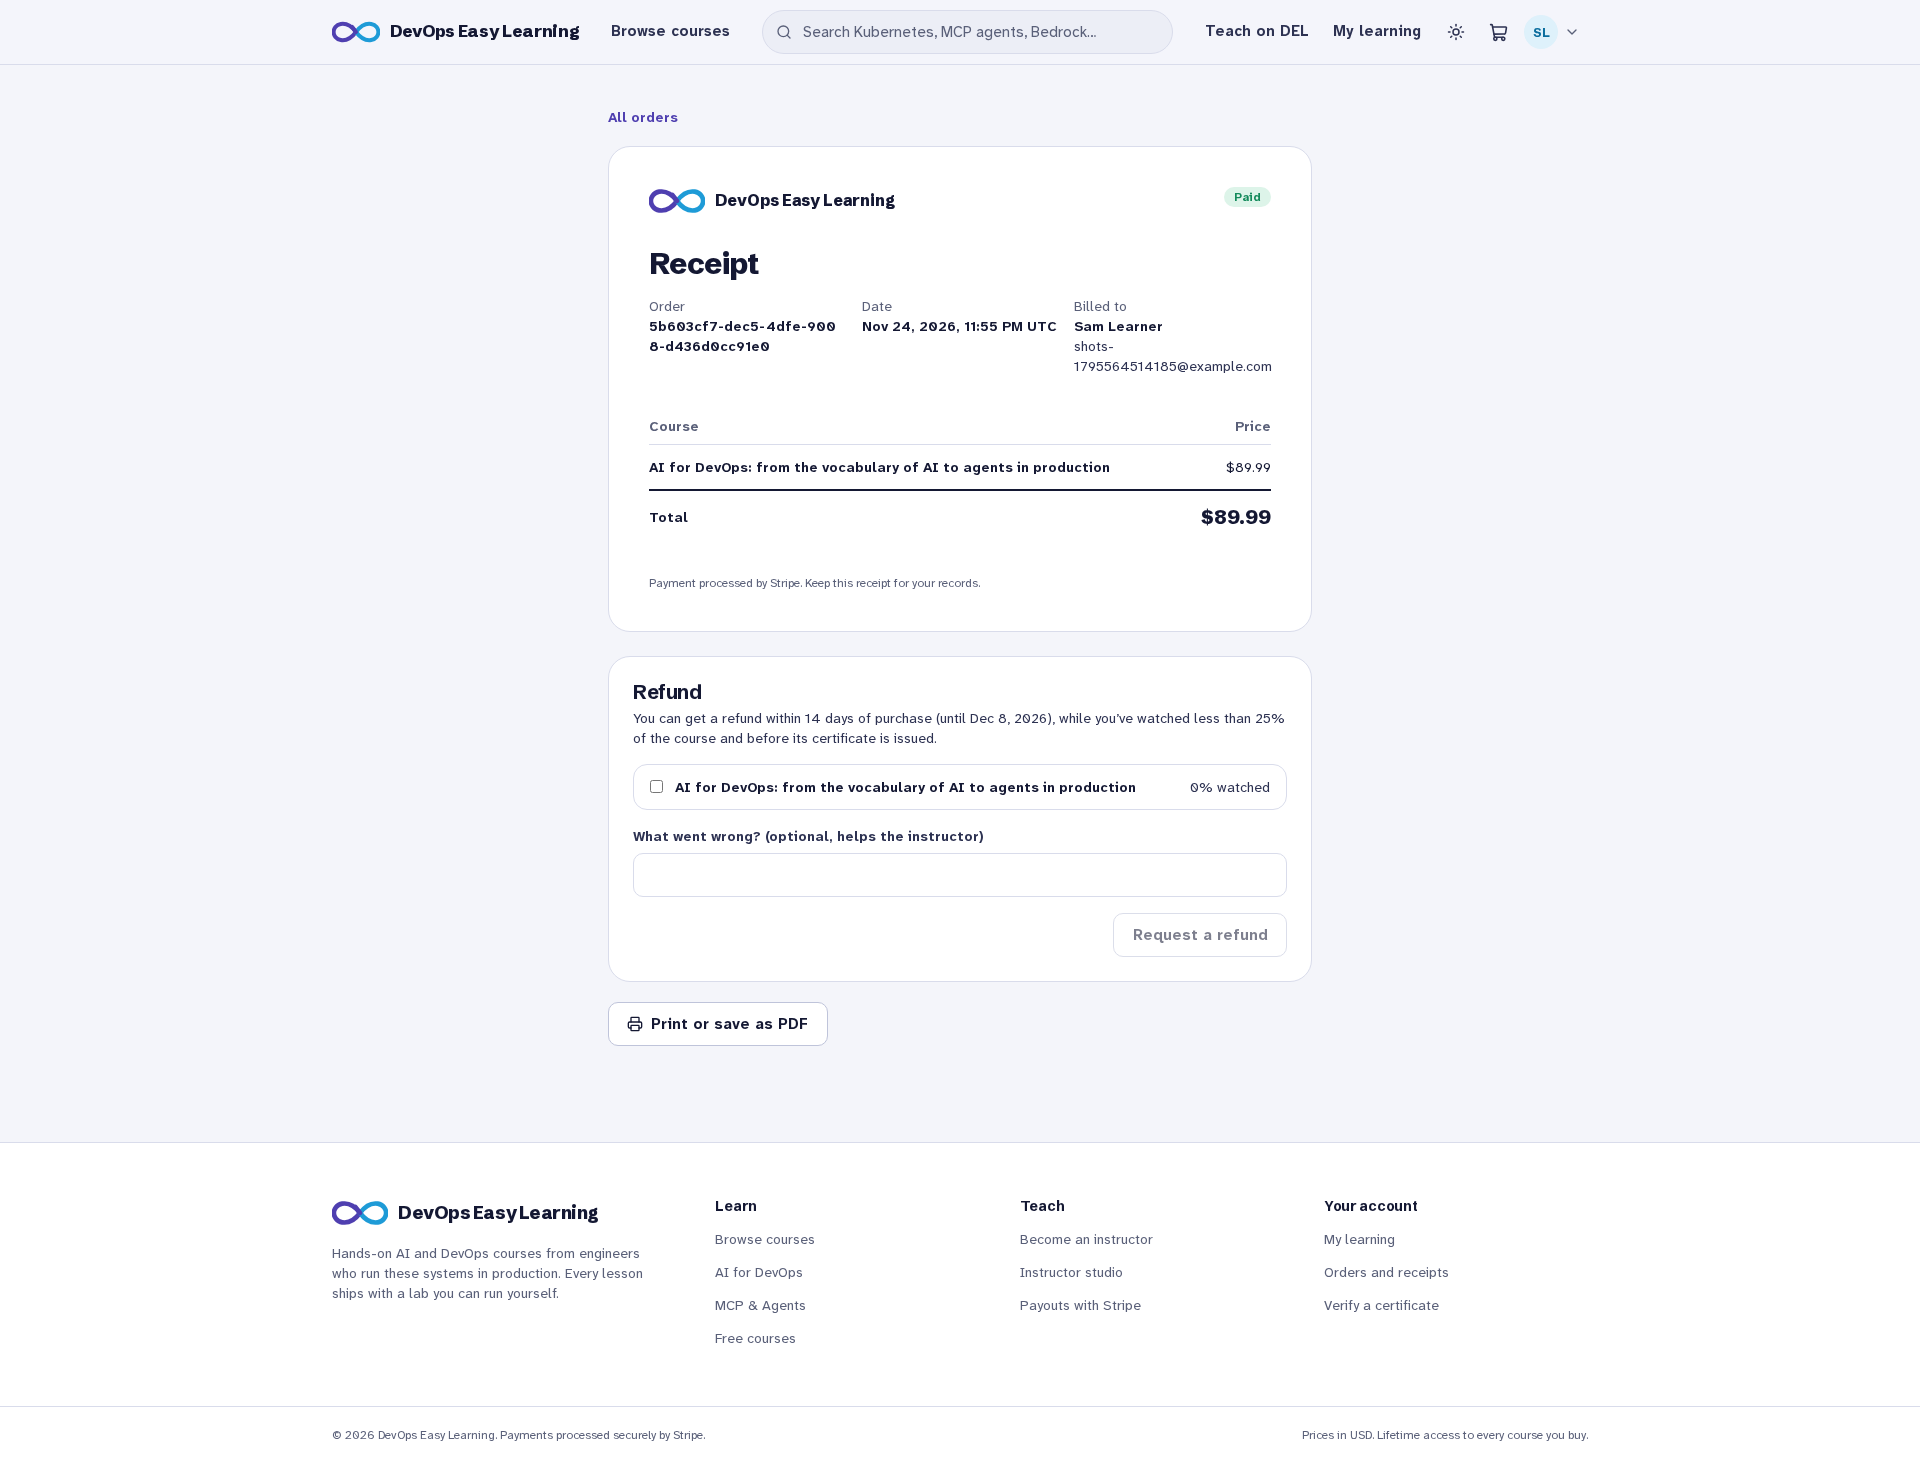 DevOps Easy Learning
Browse courses
Search Kubernetes, MCP agents, Bedrock...
Teach on DEL
My learning
SL
All orders
DevOps Easy Learning
Paid
Receipt
Order
5b603cf7-dec5-4dfe-900
8-d436d0cc91e0
Date
Nov 24, 2026, 11:55 PM UTC
Billed to
Sam Learner
shots-
1795564514185@example.com
Course Price
AI for DevOps: from the vocabulary of AI to agents in production $89.99
Total $89.99
Payment processed by Stripe. Keep this receipt for your records.
Refund
You can get a refund within 14 days of purchase (until Dec 8, 2026), while you've watched less than 25%
of the course and before its certificate is issued.
AI for DevOps: from the vocabulary of AI to agents in production 0% watched
What went wrong? (optional, helps the instructor)
Request a refund
Print or save as PDF
DevOps Easy Learning
Hands-on AI and DevOps courses from engineers
who run these systems in production. Every lesson
ships with a lab you can run yourself.
Learn
Browse courses
AI for DevOps
MCP & Agents
Free courses
Teach
Become an instructor
Instructor studio
Payouts with Stripe
Your account
My learning
Orders and receipts
Verify a certificate
© 2026 DevOps Easy Learning. Payments processed securely by Stripe.
Prices in USD. Lifetime access to every course you buy.